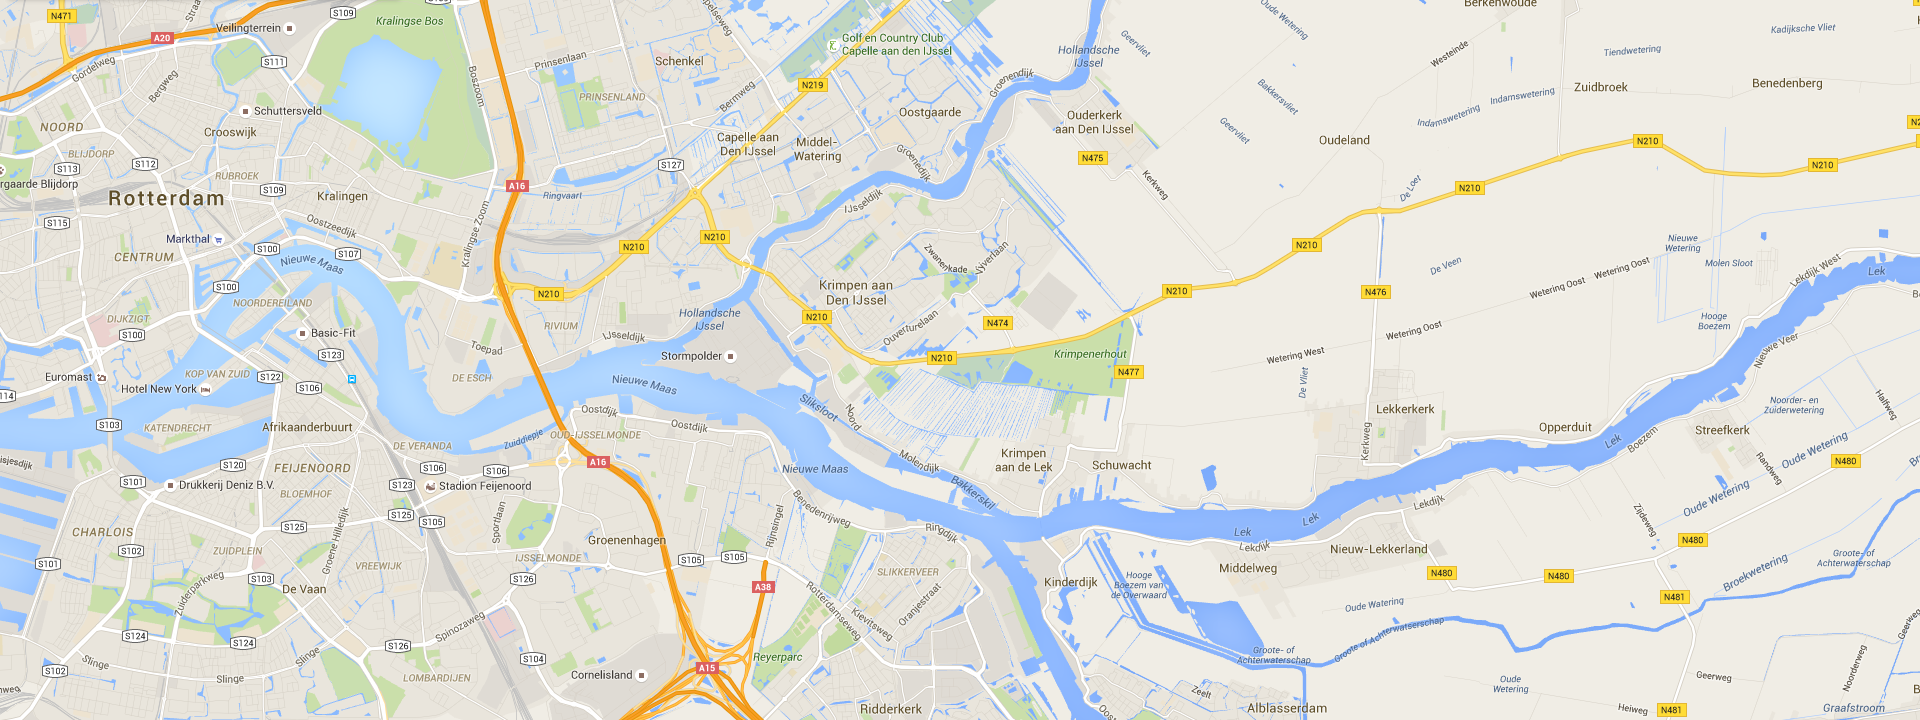 N471
S109
Straa
Veilingterrein
Kralingse Bos
A20
Gordelweg
S111
Bergweg
Schuttersveld
Crooswijk
NOORD
BLIJDORP
S112
S113
rgaarde Blijdorp
RUBROEK
S109
Kralingen
Rotterdam
S115
Markthal
CENTRUM
S100
Oostzeedijk
S107
Nieuwe Maas
S100
NOORDEREILAND
DIJKZIGT
S100
Basic-Fit
S123
KOP VAN ZUID
Euromast
Hotel New York
S122
S106
S114
S103
KATENDRECHT
Afrikaanderbuurt
DE VERANDA
S120
FEIJENOORD
S106
S106
S101
Drukkerij Deniz B.V.
BLOEMHOF
S123
Stadion Feijenoord
S125
S125
S105
CHARLOIS
S102
ZUIDPLEIN
Groene Hilledijk
VREEWIJK
S101
S103
Zuiderparkweg
De Vaan
S126
S124
S124
Spinozaweg
S126
Slinge
Slinge
Slinge
S102
S104
LOMBARDIJEN
Cornelisland
Boszoom
Kralingse Zoom
A16
Prinsenlaan
PRINSENLAND
Schenkel
Bermweg
N219
Golf en Country Club
Capelle aan den IJssel
Capelle aan
Den IJssel
Middel-
Watering
Oostgaarde
S127
Ringvaart
N210
N210
N210
RIVIUM
IJsseldijk
Toepad
DE ESCH
Groenedijk
IJsseldijk
Groenendijk
Hollandsche
IJssel
Ouderkerk
aan Den IJssel
N475
Kerkweg
Zwanenkade
Vijverlaan
Krimpen aan
Den IJssel
Hollandsche
IJssel
N210
Ouverturelaan
N474
Stormpolder
N210
Krimpenerhout
N477
N210
Nieuwe Maas
Sliksloot
Noord
Oostdijk
Oostdijk
Zuiddiepje
OUD-IJSSELMONDE
A16
Nieuwe Maas
Molendijk
Krimpen
aan de Lek
Schuwacht
Bakkerskil
Benedenrijweg
Ringdijk
Sportlaan
IJSSELMONDE
Groenenhagen
S105
S105
Rijnsingel
A38
SLIKKERVEER
Oranjestraat
Rotterdamseweg
Kievitsweg
Reyerparc
A15
Ridderkerk
Kinderdijk
Hooge
Boezem van
de Overwaard
Lek
Lek
Lekdijk
Middelweg
Nieuw-Lekkerland
Lekdijk
N480
N480
N480
N480
Oude Watering
Groote- of
Achterwaterschap
Groote of Achterwaterschap
Zeelt
Alblasserdam
Oude Wetering
Geervliet
Berkenwoude
Westeinde
Kadijksche Vliet
Tiendwetering
Bakkersvliet
Zuidbroek
Benedenberg
Indarnswetering
Indarnswetering
Geervliet
Oudeland
N210
N210
N210
De Loet
N210
De Veen
Nieuwe
Wetering
Molen Sloot
Wetering Oost
Wetering Oost
N476
Wetering Oost
Wetering West
De Vliet
Hooge
Boezem
Lekdijk West
Lek
Nieuwe Veer
Lekkerkerk
Kerkweg
Opperduit
Lek
Boezem
Noorder- en
Zuiderwetering
Halfweg
Streefkerk
Randweg
Oude Wetering
Oude Wetering
Zijdeweg
N481
Broekwetering
Groote- of
Achterwaterschap
Geerweg
Noorderweg
Oude
Wetering
Heiweg
N481
Graafstroom